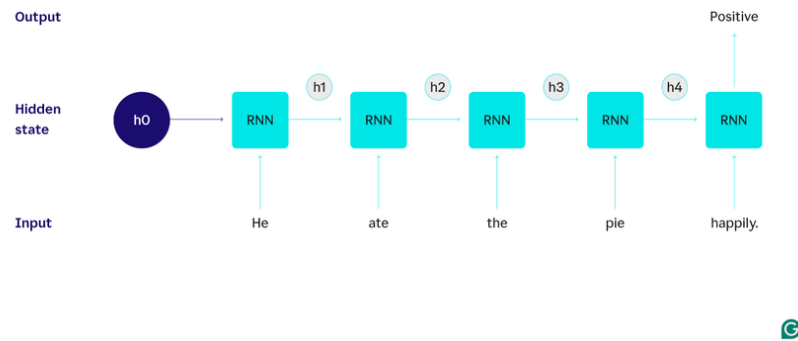 Output
Positive
h1
h2
h3
h4
Hidden
state
h0
RNN
RNN
RNN
RNN
RNN
Input
He
ate
the
pie
happily.